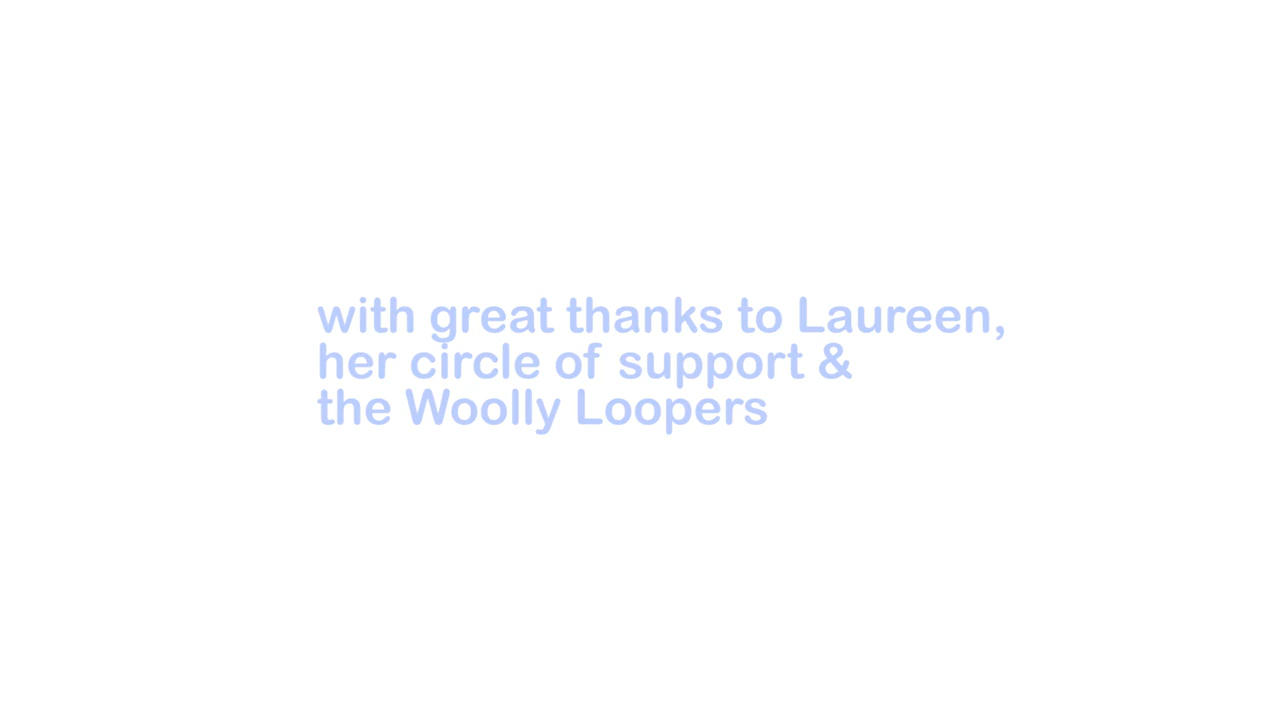 with great thanks to Laureen,
her circle of support &
the Woolly Loopers